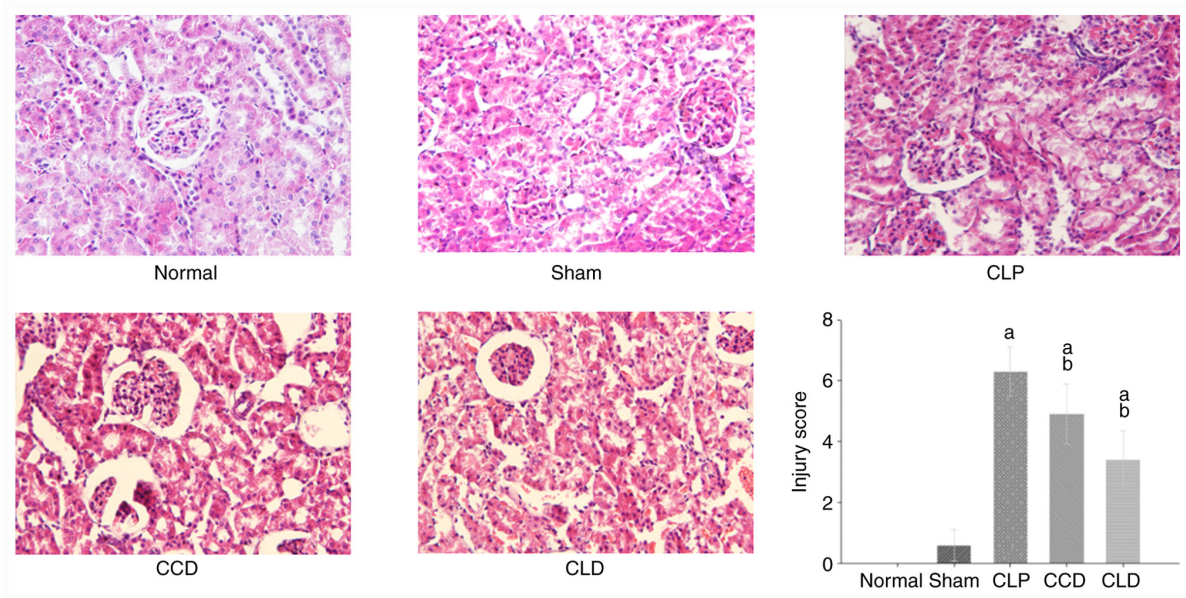 Normal
Sham
CLP
CCD
CLD
8
6
4
2
0
Injury score
a
a
b
a
b
Normal Sham CLP CCD CLD